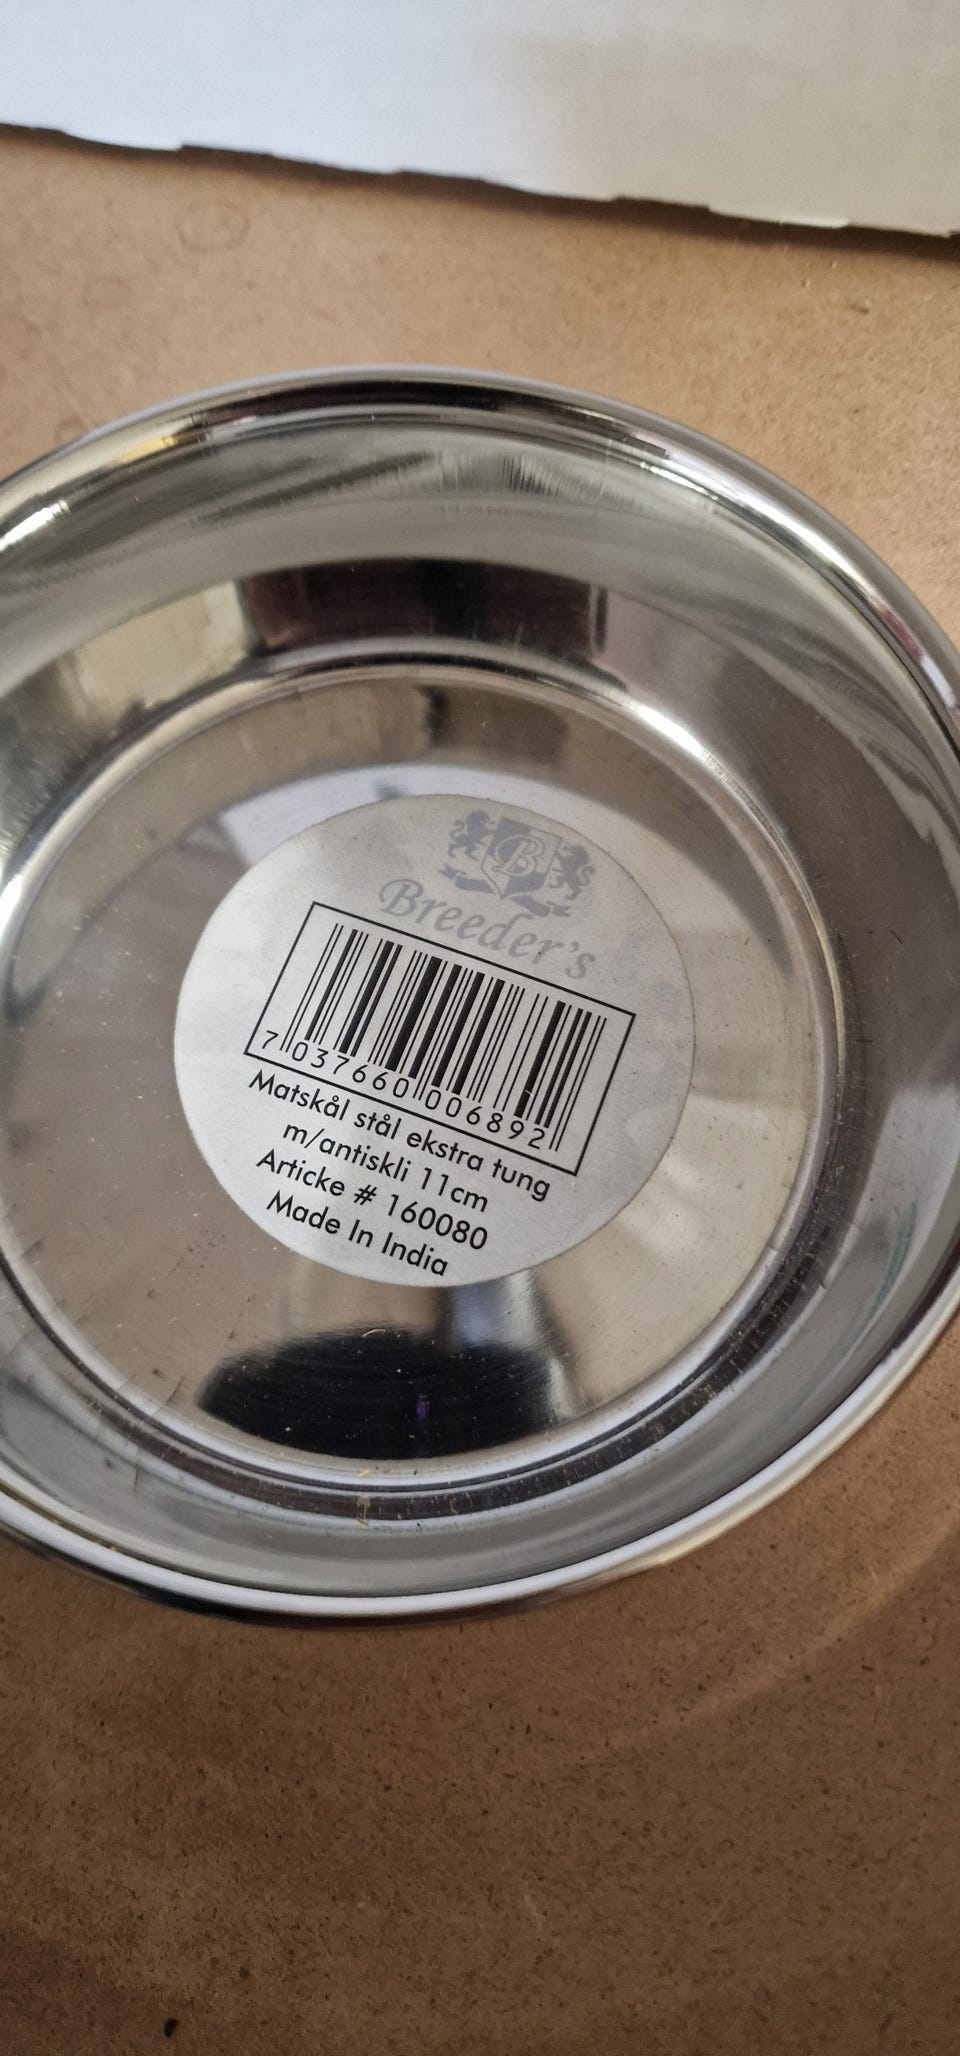 B
Breeder's
7 037660 006892
Matskål stål ekstra tung
m/antiskli 11cm
Articke # 160080
Made In India